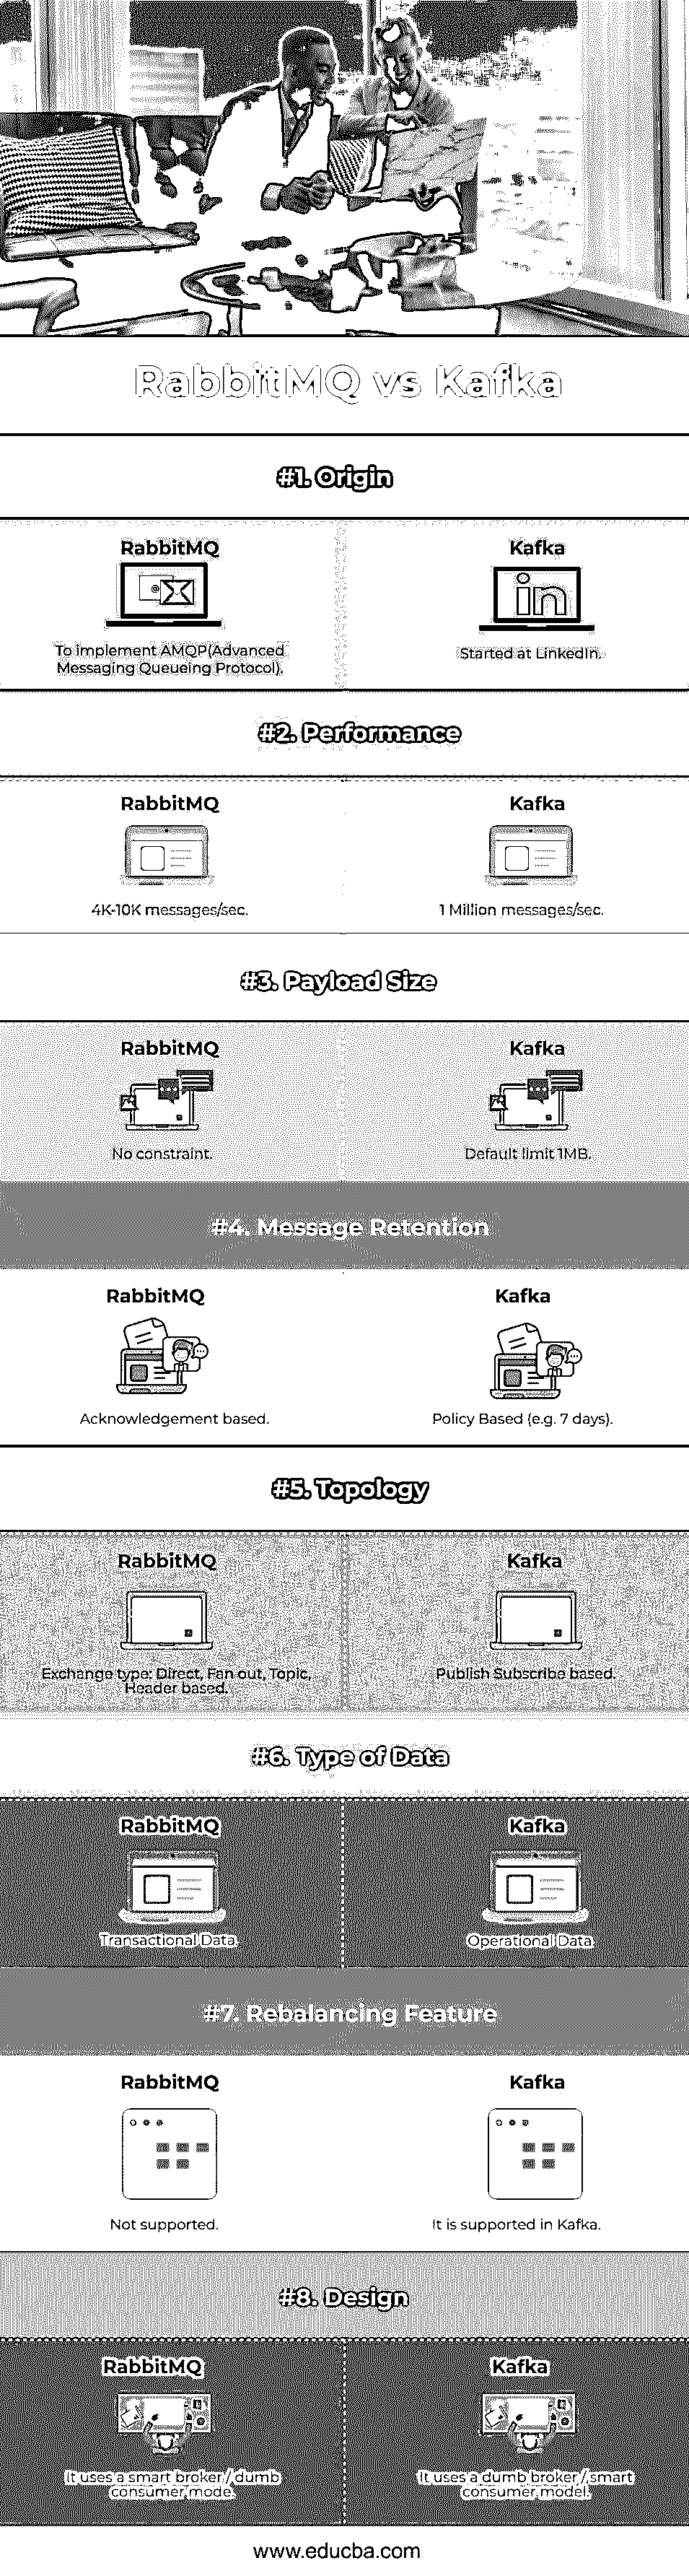 RabbitMQ vs Kafka
#1. Origin
RabbitMQ
Kafka
in
To implement AMQP(Advanced
Messaging Queueing Protocol).
Started at LinkedIn.
#2. Performance
RabbitMQ
Kafka
4K-10K messages/sec.
1 Million messages/sec.
#3. Payload Size
RabbitMQ
Kafka
No constraint.
Default limit 1MB.
#4. Message Retention
RabbitMQ
Kafka
Acknowledgement based.
Policy Based (e.g. 7 days).
#5. Topology
RabbitMQ
Kafka
Exchange type: Direct, Fan out, Topic,
Header based.
Publish Subscribe based.
#6. Type of Data
RabbitMQ
Kafka
Transactional Data.
Operational Data.
#7. Rebalancing Feature
RabbitMQ
Kafka
Not supported.
It is supported in Kafka.
#8. Design
RabbitMQ
Kafka
It uses a smart broker / dumb
consumer mode.
It uses a dumb broker / smart
consumer model.
www.educba.com